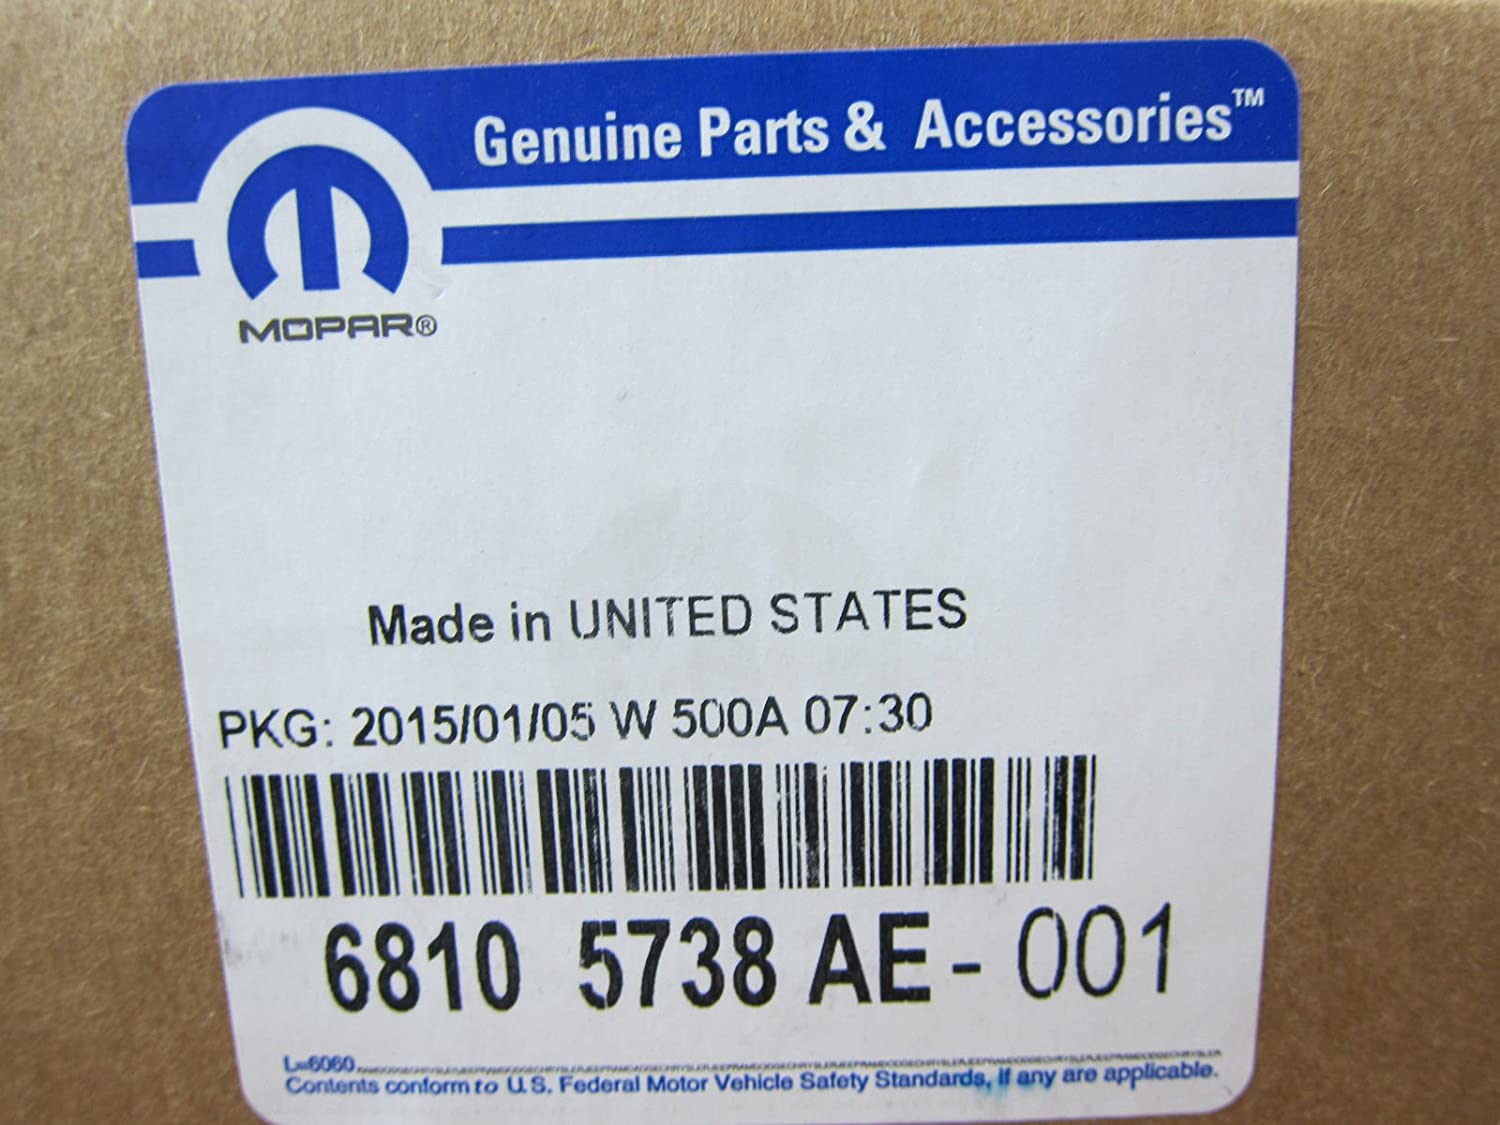 Genuine Parts & Accessories™
MOPAR®
Made in UNITED STATES
PKG: 2015/01/05 W 500A 07:30
6810 5738 AE - 001
L-6060
Contents conform to U.S. Federal Motor Vehicle Safety Standards, if any are applicable.